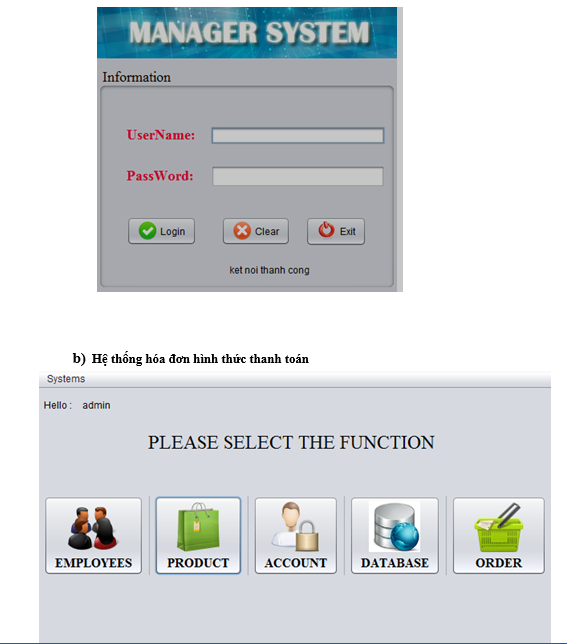 MANAGER SYSTEM
Information
UserName:
PassWord:
Login Clear Exit
ket noi thanh cong
b) Hệ thống hóa đơn hình thức thanh toán
Systems
Hello : admin
PLEASE SELECT THE FUNCTION
EMPLOYEES PRODUCT ACCOUNT DATABASE ORDER